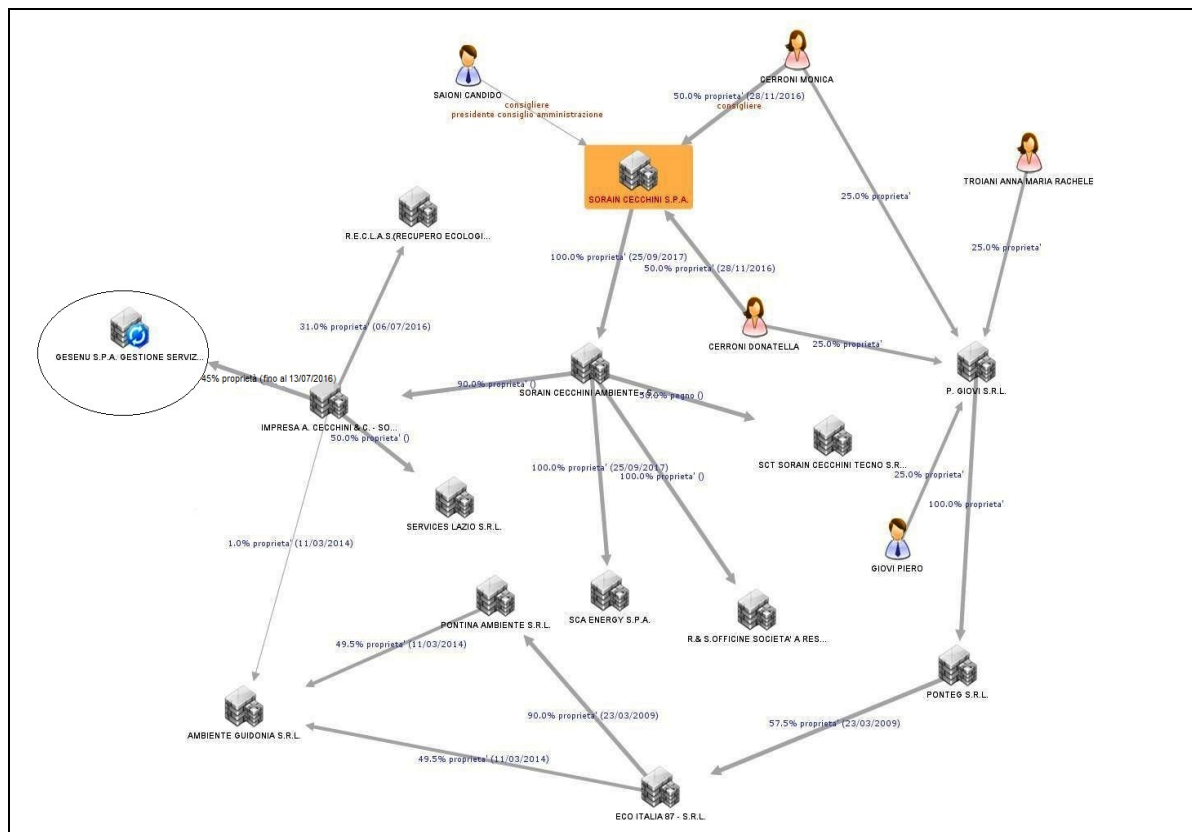 SAIONI CANDIDO
CERRONI MONICA
consigliere
presidente consiglio amministrazione
50.0% proprieta' (28/11/2016)
consigliere
SORAIN CECCHINI S.P.A.
TROIANI ANNA MARIA RACHELE
25.0% proprieta'
R.E.C.L.A.S.(RECUPERO ECOLOGI...
25.0% proprieta'
100.0% proprieta' (25/09/2017)
50.0% proprieta' (28/11/2016)
31.0% proprieta' (06/07/2016)
GESENU S.P.A. GESTIONE SERVIZ...
CERRONI DONATELLA
25.0% proprieta'
45% proprietà (fino al 13/07/2016)
90.0% proprieta' ()
SORAIN CECCHINI AMBIENTE - S...
50.0% pegno ()
P. GIOVI S.R.L.
IMPRESA A. CECCHINI & C. - SO...
50.0% proprieta' ()
SCT SORAIN CECCHINI TECNO S.R...
100.0% proprieta' (25/09/2017)
100.0% proprieta' ()
25.0% proprieta'
100.0% proprieta'
SERVICES LAZIO S.R.L.
1.0% proprieta' (11/03/2014)
GIOVI PIERO
PONTINA AMBIENTE S.R.L.
SCA ENERGY S.P.A.
R.& S.OFFICINE SOCIETA' A RES...
49.5% proprieta' (11/03/2014)
PONTEG S.R.L.
90.0% proprieta' (23/03/2009)
57.5% proprieta' (23/03/2009)
AMBIENTE GUIDONIA S.R.L.
49.5% proprieta' (11/03/2014)
ECO ITALIA 87 - S.R.L.